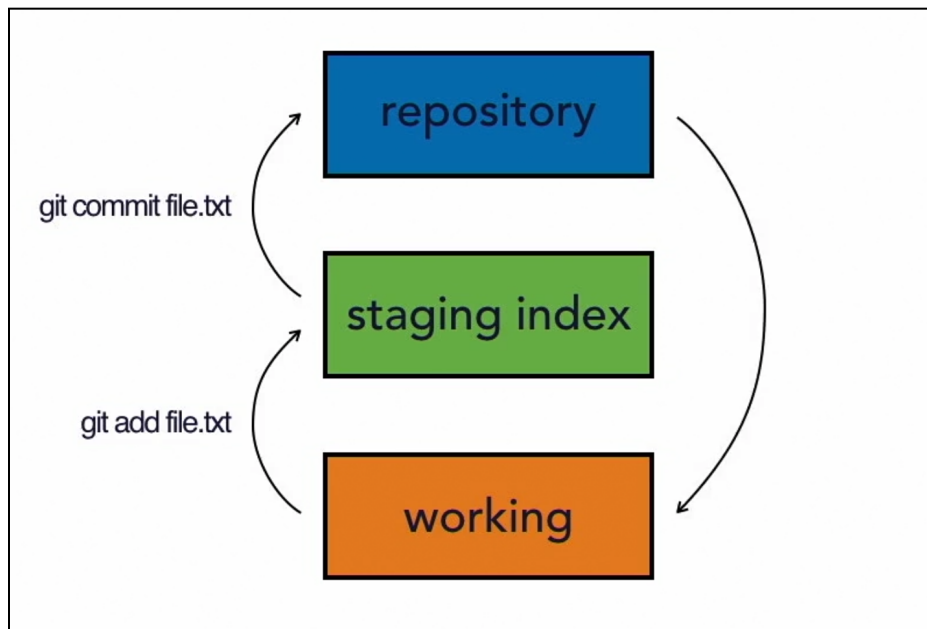 repository
git commit file.txt
staging index
git add file.txt
working